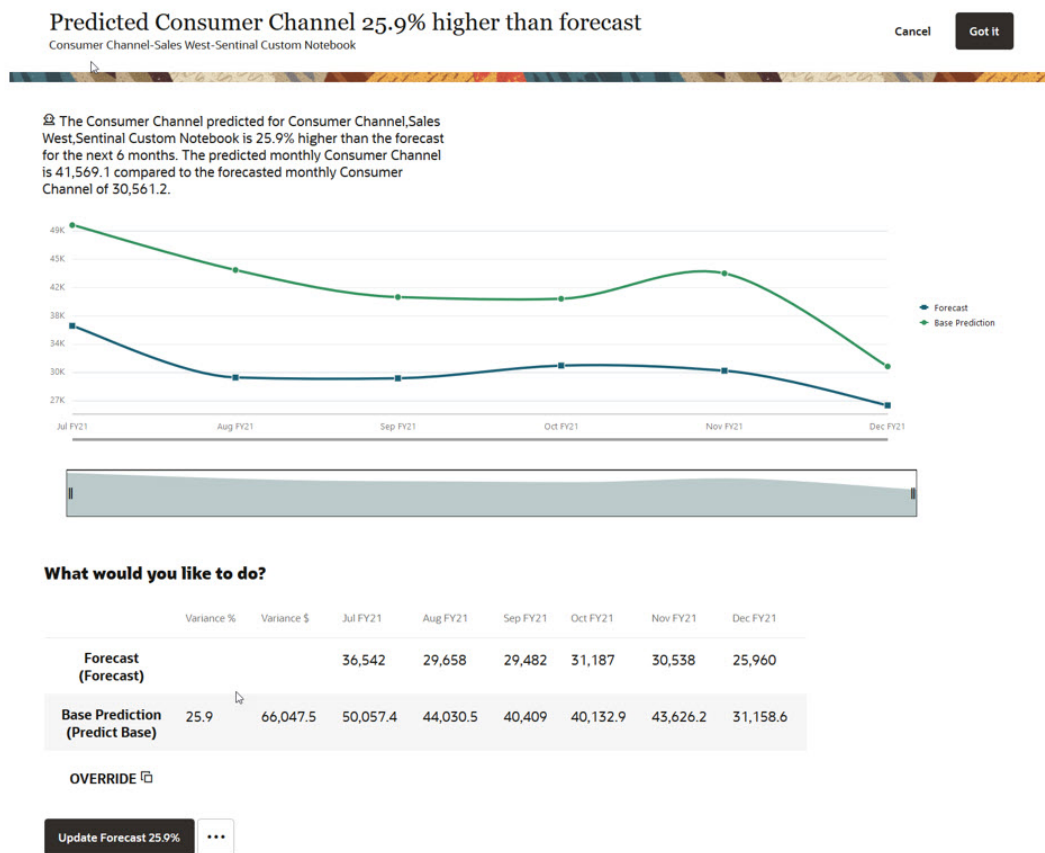 Predicted Consumer Channel 25.9% higher than forecast
Consumer Channel-Sales West-Sentinal Custom Notebook
Cancel
Got it
The Consumer Channel predicted for Consumer Channel,Sales
West,Sentinal Custom Notebook is 25.9% higher than the forecast
for the next 6 months. The predicted monthly Consumer Channel
is 41,569.1 compared to the forecasted monthly Consumer
Channel of 30,561.2.
49K
45K
42K
38K
34K
30K
27K
Forecast
Base Prediction
Jul FY21 Aug FY21 Sep FY21 Oct FY21 Nov FY21 Dec FY21
What would you like to do?
Variance % Variance $ Jul FY21 Aug FY21 Sep FY21 Oct FY21 Nov FY21 Dec FY21
Forecast
(Forecast)
36,542 29,658 29,482 31,187 30,538 25,960
Base Prediction
(Predict Base)
25.9 66,047.5 50,057.4 44,030.5 40,409 40,132.9 43,626.2 31,158.6
OVERRIDE
Update Forecast 25.9%